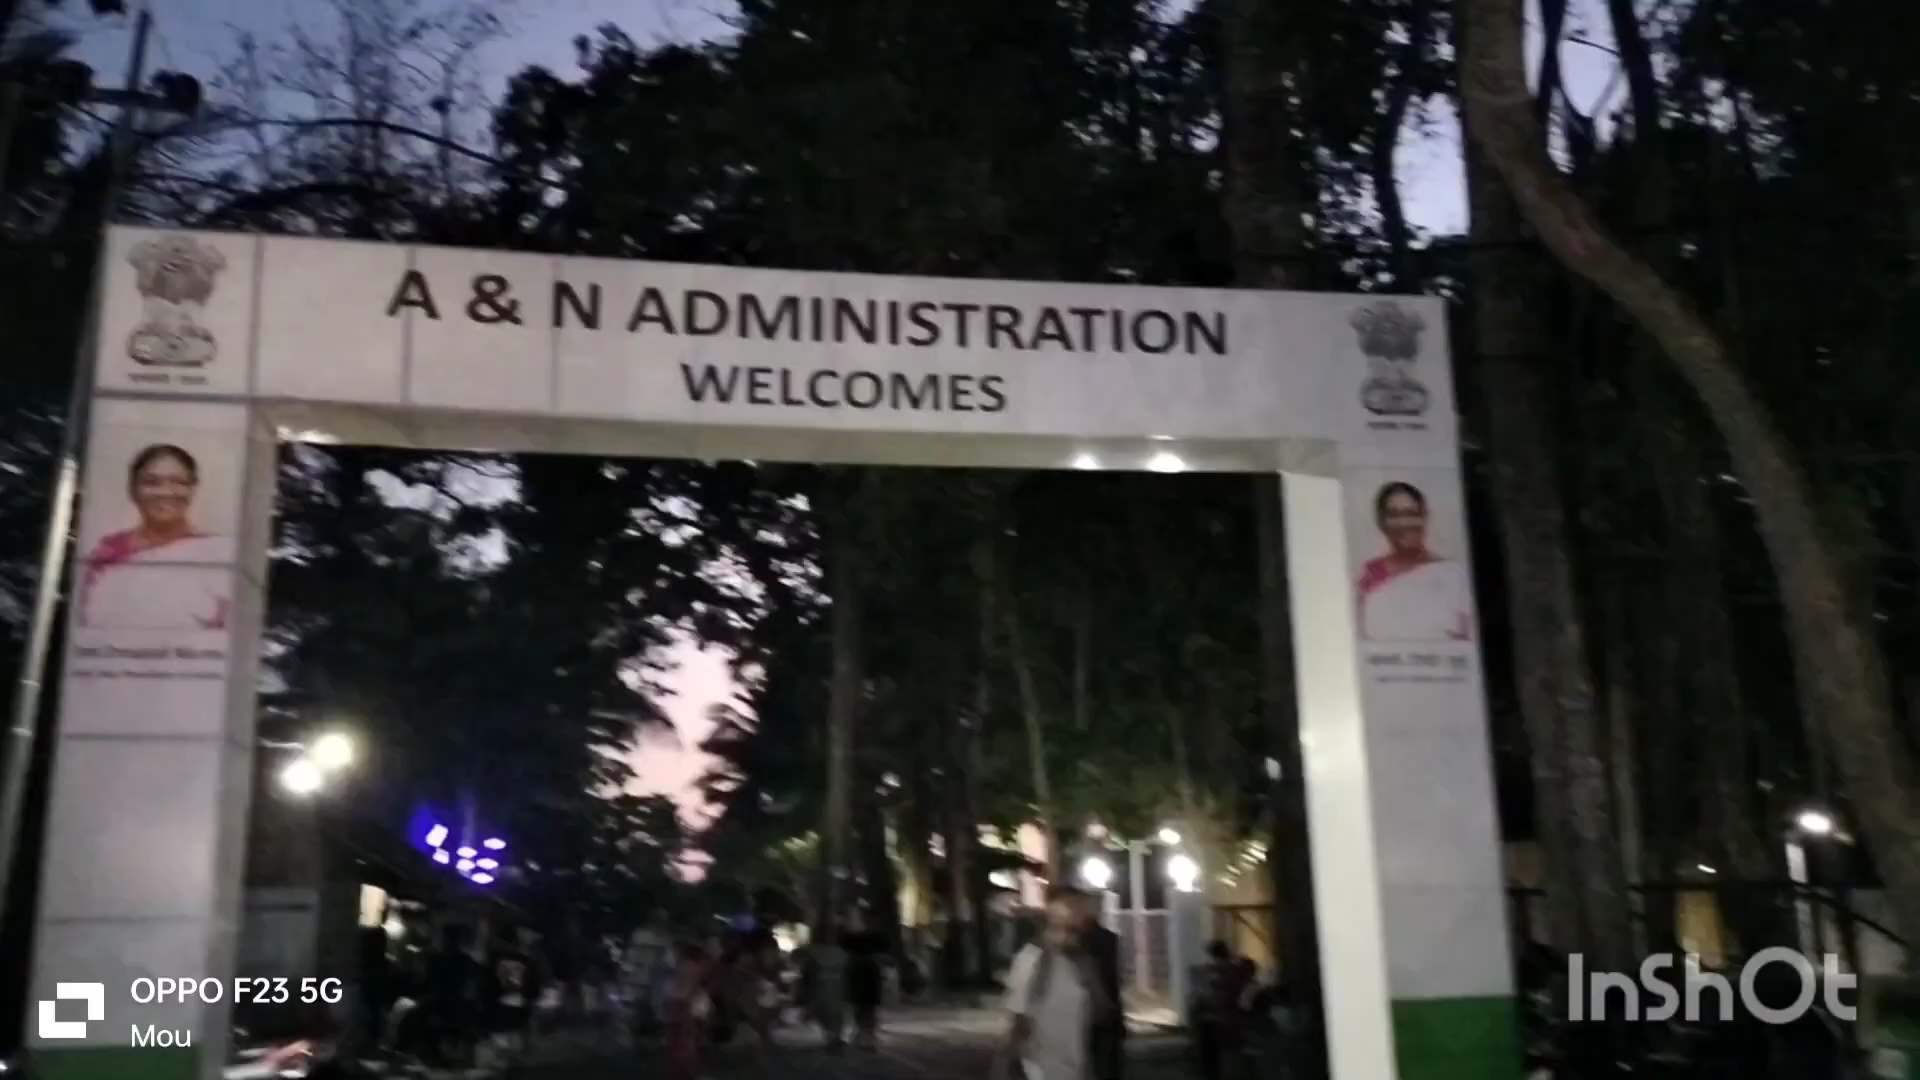 A & N ADMINISTRATION
WELCOMES
OPPO F23 5G
Mou
InShOt